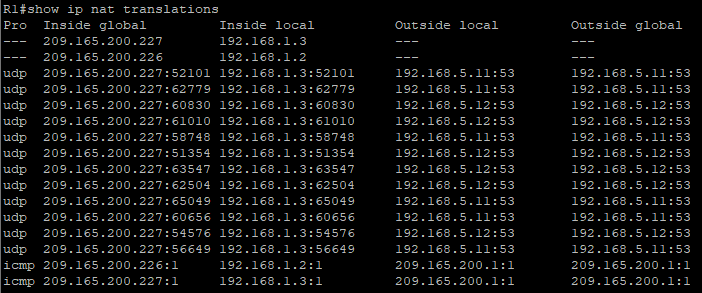 R1#show ip nat translations
Pro  Inside global         Inside local          Outside local         Outside global
---  209.165.200.227       192.168.1.3           ---                   ---
---  209.165.200.226       192.168.1.2           ---                   ---
udp  209.165.200.227:52101 192.168.1.3:52101     192.168.5.11:53       192.168.5.11:53
udp  209.165.200.227:62779 192.168.1.3:62779     192.168.5.11:53       192.168.5.11:53
udp  209.165.200.227:60830 192.168.1.3:60830     192.168.5.12:53       192.168.5.12:53
udp  209.165.200.227:61010 192.168.1.3:61010     192.168.5.12:53       192.168.5.12:53
udp  209.165.200.227:58748 192.168.1.3:58748     192.168.5.11:53       192.168.5.11:53
udp  209.165.200.227:51354 192.168.1.3:51354     192.168.5.12:53       192.168.5.12:53
udp  209.165.200.227:63547 192.168.1.3:63547     192.168.5.12:53       192.168.5.12:53
udp  209.165.200.227:62504 192.168.1.3:62504     192.168.5.12:53       192.168.5.12:53
udp  209.165.200.227:65049 192.168.1.3:65049     192.168.5.11:53       192.168.5.11:53
udp  209.165.200.227:60656 192.168.1.3:60656     192.168.5.11:53       192.168.5.11:53
udp  209.165.200.227:54576 192.168.1.3:54576     192.168.5.12:53       192.168.5.12:53
udp  209.165.200.227:56649 192.168.1.3:56649     192.168.5.11:53       192.168.5.11:53
icmp 209.165.200.226:1     192.168.1.2:1         209.165.200.1:1       209.165.200.1:1
icmp 209.165.200.227:1     192.168.1.3:1         209.165.200.1:1       209.165.200.1:1